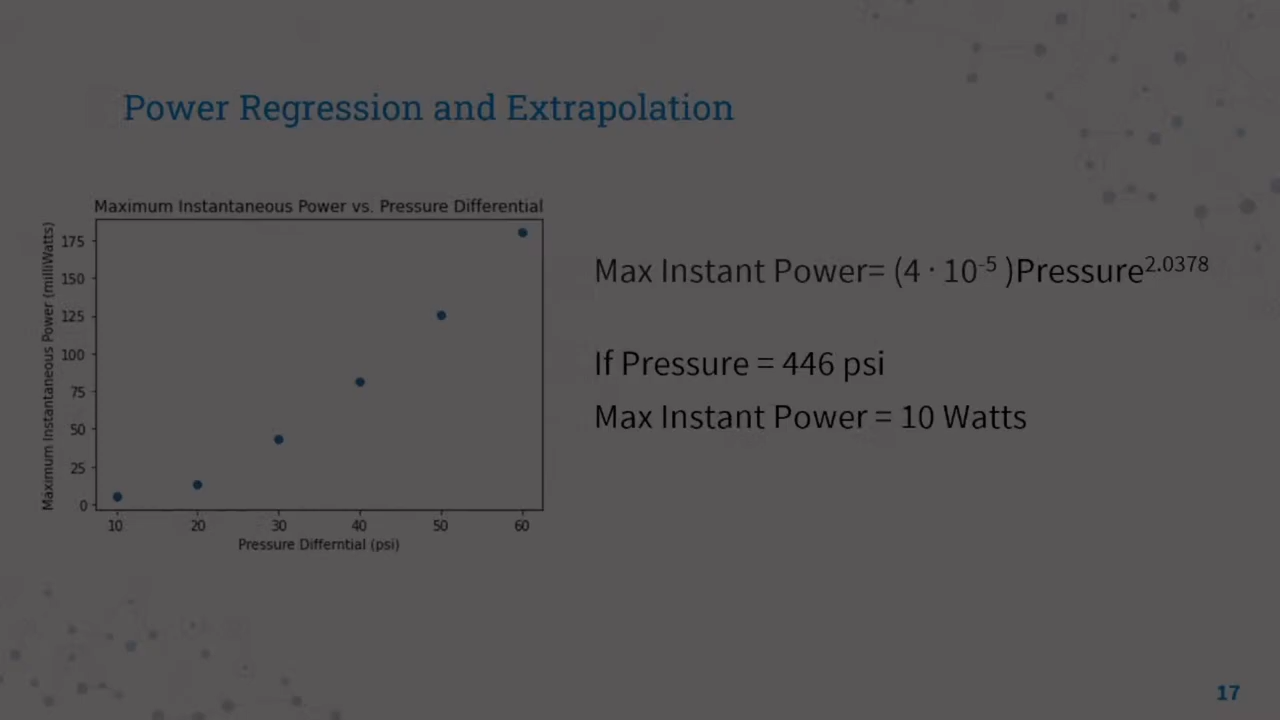 Power Regression and Extrapolation
Maximum Instantaneous Power vs. Pressure Differential
Maximum Instantaneous Power (milliWatts)
175
150
125
100
75
50
25
0
10 20 30 40 50 60
Pressure Differntial (psi)
Max Instant Power= (4 · 10⁻⁵ )Pressure²·⁰³⁷⁸
If Pressure = 446 psi
Max Instant Power = 10 Watts
17